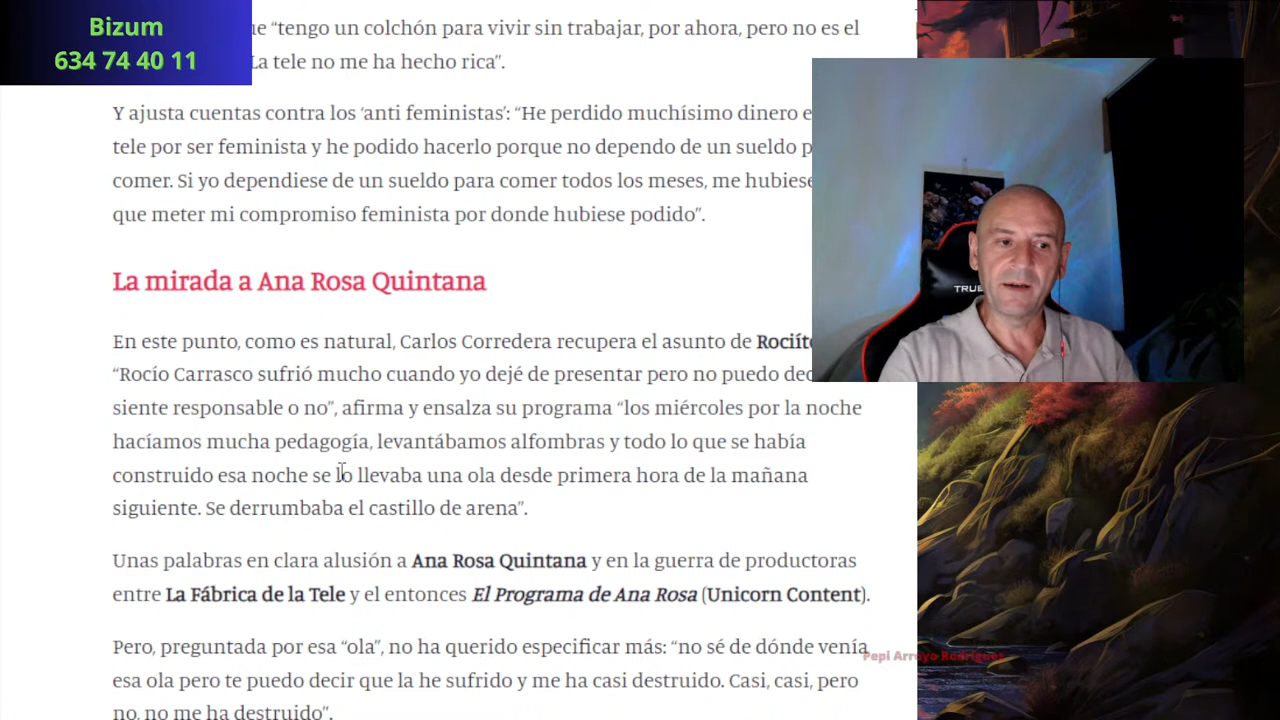 Bizum
634 74 40 11
“tengo un colchón para vivir sin trabajar, por ahora, pero no es el
La tele no me ha hecho rica”.
Y ajusta cuentas contra los ‘anti feministas’: “He perdido muchísimo dinero
tele por ser feminista y he podido hacerlo porque no dependo de un sueldo
comer. Si yo dependiese de un sueldo para comer todos los meses, me hubiese
que meter mi compromiso feminista por donde hubiese podido”.
La mirada a Ana Rosa Quintana
TRUE
En este punto, como es natural, Carlos Corredera recupera el asunto de
“Rocío Carrasco sufrió mucho cuando yo dejé de presentar pero no puedo
siente responsable o no”, afirma y ensalza su programa “los miércoles por la noche
hacíamos mucha pedagogía, levantábamos alfombras y todo lo que se había
construido esa noche se lo llevaba una ola desde primera hora de la mañana
siguiente. Se derrumbaba el castillo de arena”.
Unas palabras en clara alusión a Ana Rosa Quintana y en la guerra de productoras
entre La Fábrica de la Tele y el entonces El Programa de Ana Rosa (Unicorn Content).
Pero, preguntada por esa “ola”, no ha querido especificar más: “no sé de dónde venía
Pepi Arroyo Rodriguez
esa ola pero te puedo decir que la he sufrido y me ha casi destruido. Casi, casi, pero
no, no me ha destruido”.